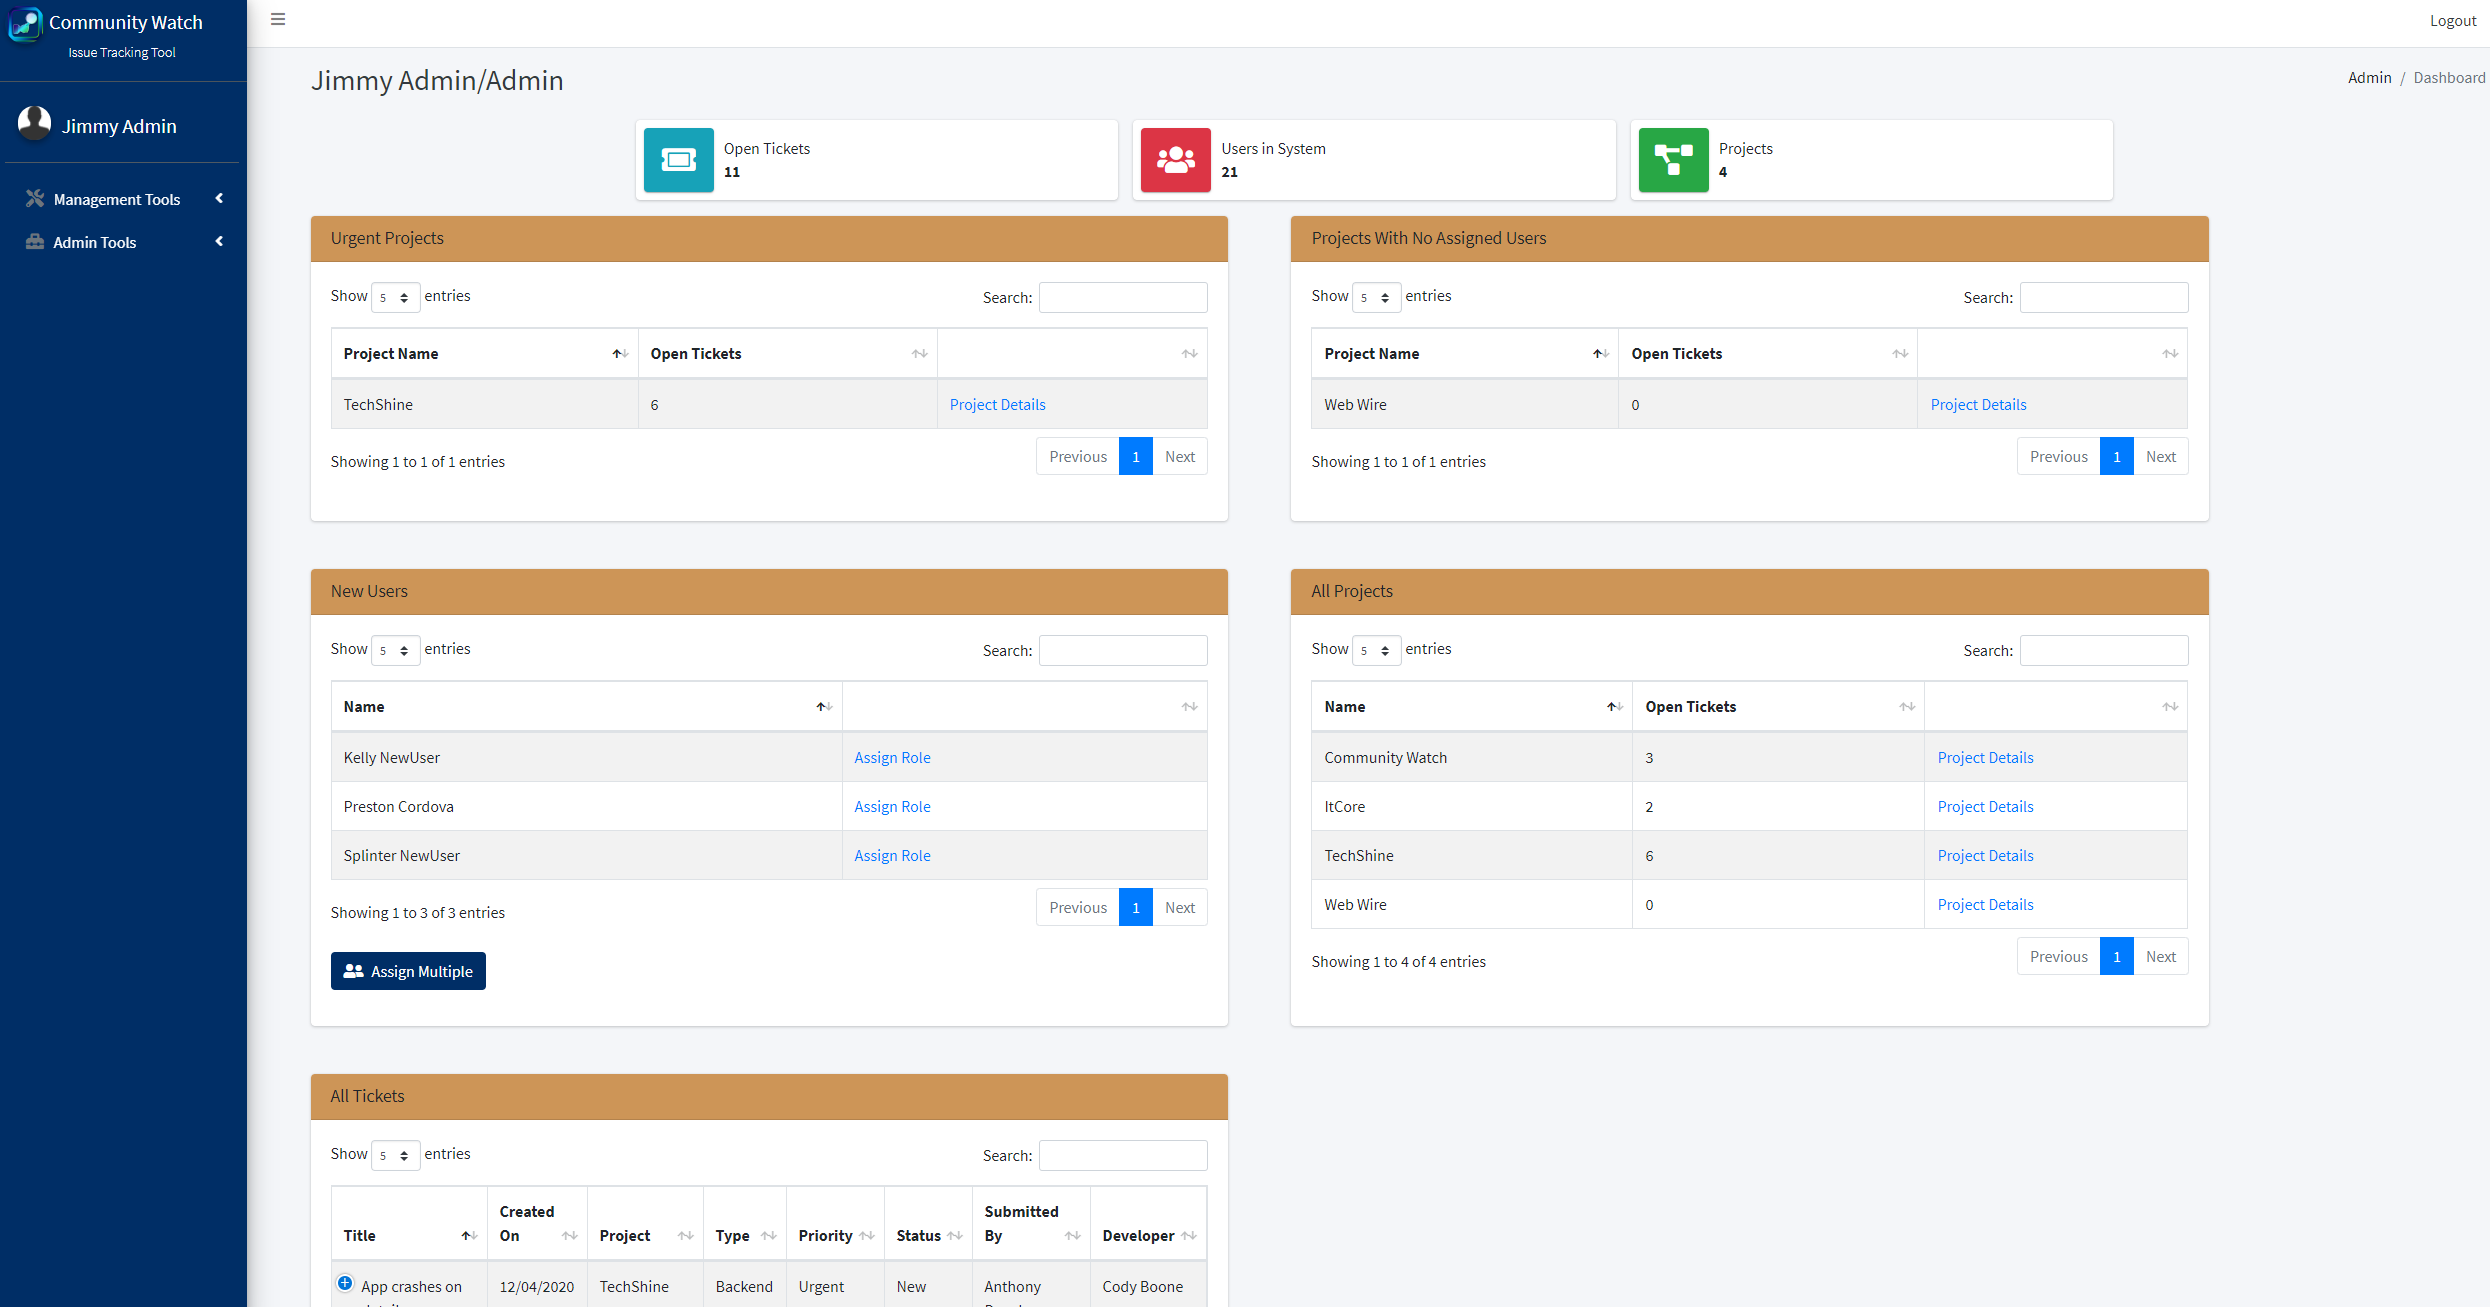 Community Watch
Issue Tracking Tool
Jimmy Admin
Management Tools
Admin Tools
Logout
Jimmy Admin/Admin
Admin / Dashboard
Open Tickets
11
Users in System
21
Projects
4
Urgent Projects
Show 5 entries Search:
Project Name Open Tickets
TechShine 6 Project Details
Showing 1 to 1 of 1 entries Previous 1 Next
Projects With No Assigned Users
Show 5 entries Search:
Project Name Open Tickets
Web Wire 0 Project Details
Showing 1 to 1 of 1 entries Previous 1 Next
New Users
Show 5 entries Search:
Name
Kelly NewUser Assign Role
Preston Cordova Assign Role
Splinter NewUser Assign Role
Showing 1 to 3 of 3 entries Previous 1 Next
Assign Multiple
All Projects
Show 5 entries Search:
Name Open Tickets
Community Watch 3 Project Details
ItCore 2 Project Details
TechShine 6 Project Details
Web Wire 0 Project Details
Showing 1 to 4 of 4 entries Previous 1 Next
All Tickets
Show 5 entries Search:
Title Created On Project Type Priority Status Submitted By Developer
App crashes on 12/04/2020 TechShine Backend Urgent New Anthony Cody Boone